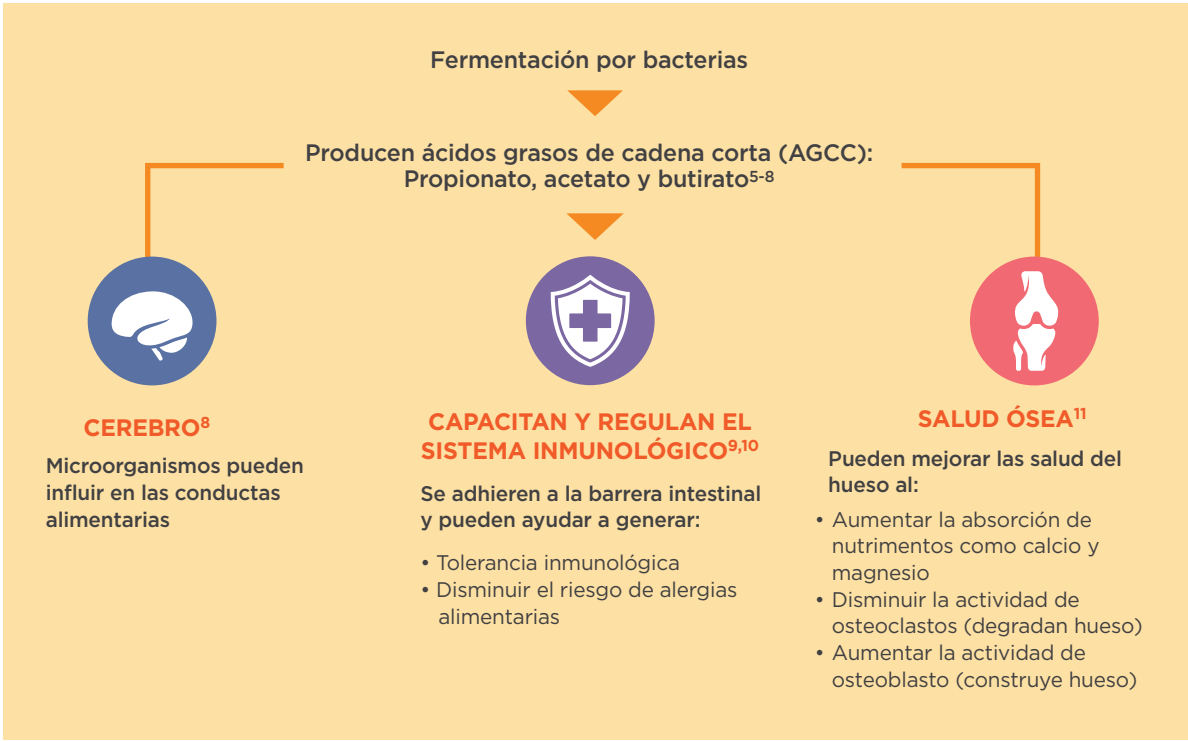 Fermentación por bacterias
Producen ácidos grasos de cadena corta (AGCC):
Propionato, acetato y butirato5-8
CEREBRO8
Microorganismos pueden
influir en las conductas
alimentarias
CAPACITAN Y REGULAN EL
SISTEMA INMUNOLÓGICO9,10
Se adhieren a la barrera intestinal
y pueden ayudar a generar:
• Tolerancia inmunológica
• Disminuir el riesgo de alergias
alimentarias
SALUD ÓSEA11
Pueden mejorar las salud del
hueso al:
• Aumentar la absorción de
nutrimentos como calcio y
magnesio
• Disminuir la actividad de
osteoclastos (degradan hueso)
• Aumentar la actividad de
osteoblasto (construye hueso)